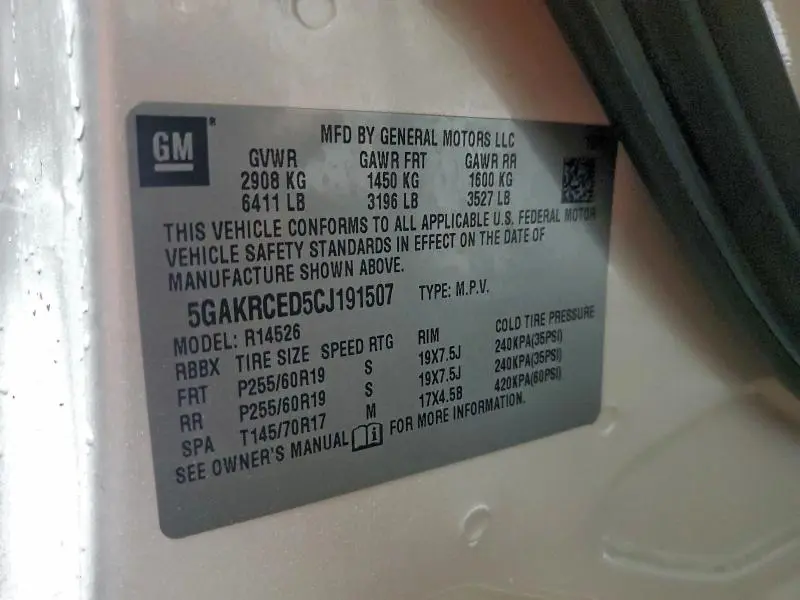 GM®
MFD BY GENERAL MOTORS LLC
GVWR GAWR FRT GAWR RR
2908 KG 1450 KG 1600 KG
6411 LB 3196 LB 3527 LB
THIS VEHICLE CONFORMS TO ALL APPLICABLE U.S. FEDERAL MOTOR
VEHICLE SAFETY STANDARDS IN EFFECT ON THE DATE OF
MANUFACTURE SHOWN ABOVE.
5GAKRCED5CJ191507 TYPE: M.P.V.
MODEL: R14526
RBBX TIRE SIZE SPEED RTG RIM COLD TIRE PRESSURE
FRT P255/60R19 S 19X7.5J 240KPA(35PSI)
RR P255/60R19 S 19X7.5J 240KPA(35PSI)
SPA T145/70R17 M 17X4.5B 420KPA(60PSI)
SEE OWNER'S MANUAL FOR MORE INFORMATION.